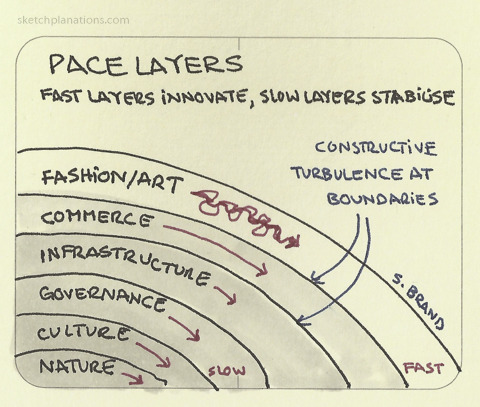 sketchplanations.com
PACE LAYERS
FAST LAYERS INNOVATE, SLOW LAYERS STABILISE
CONSTRUCTIVE
TURBULENCE AT
BOUNDARIES
FASHION/ART
COMMERCE
INFRASTRUCTURE
GOVERNANCE
CULTURE
NATURE
SLOW
FAST
S. BRAND